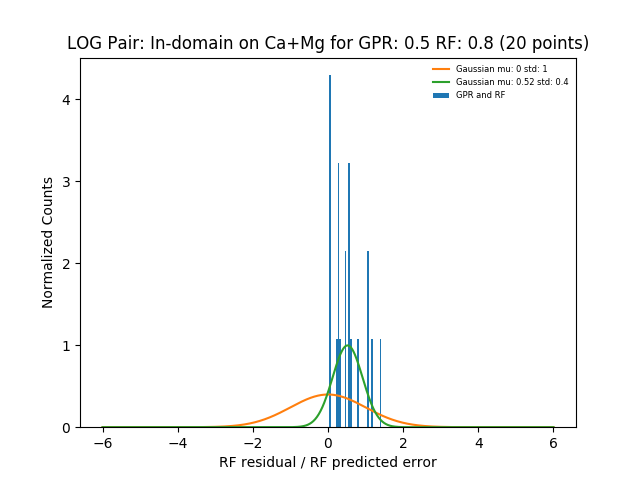 LOG Pair: In-domain on Ca+Mg for GPR: 0.5 RF: 0.8 (20 points)
Gaussian mu: 0 std: 1
Gaussian mu: 0.52 std: 0.4
GPR and RF
Normalized Counts
4
3
2
1
0
−6 −4 −2 0 2 4 6
RF residual / RF predicted error